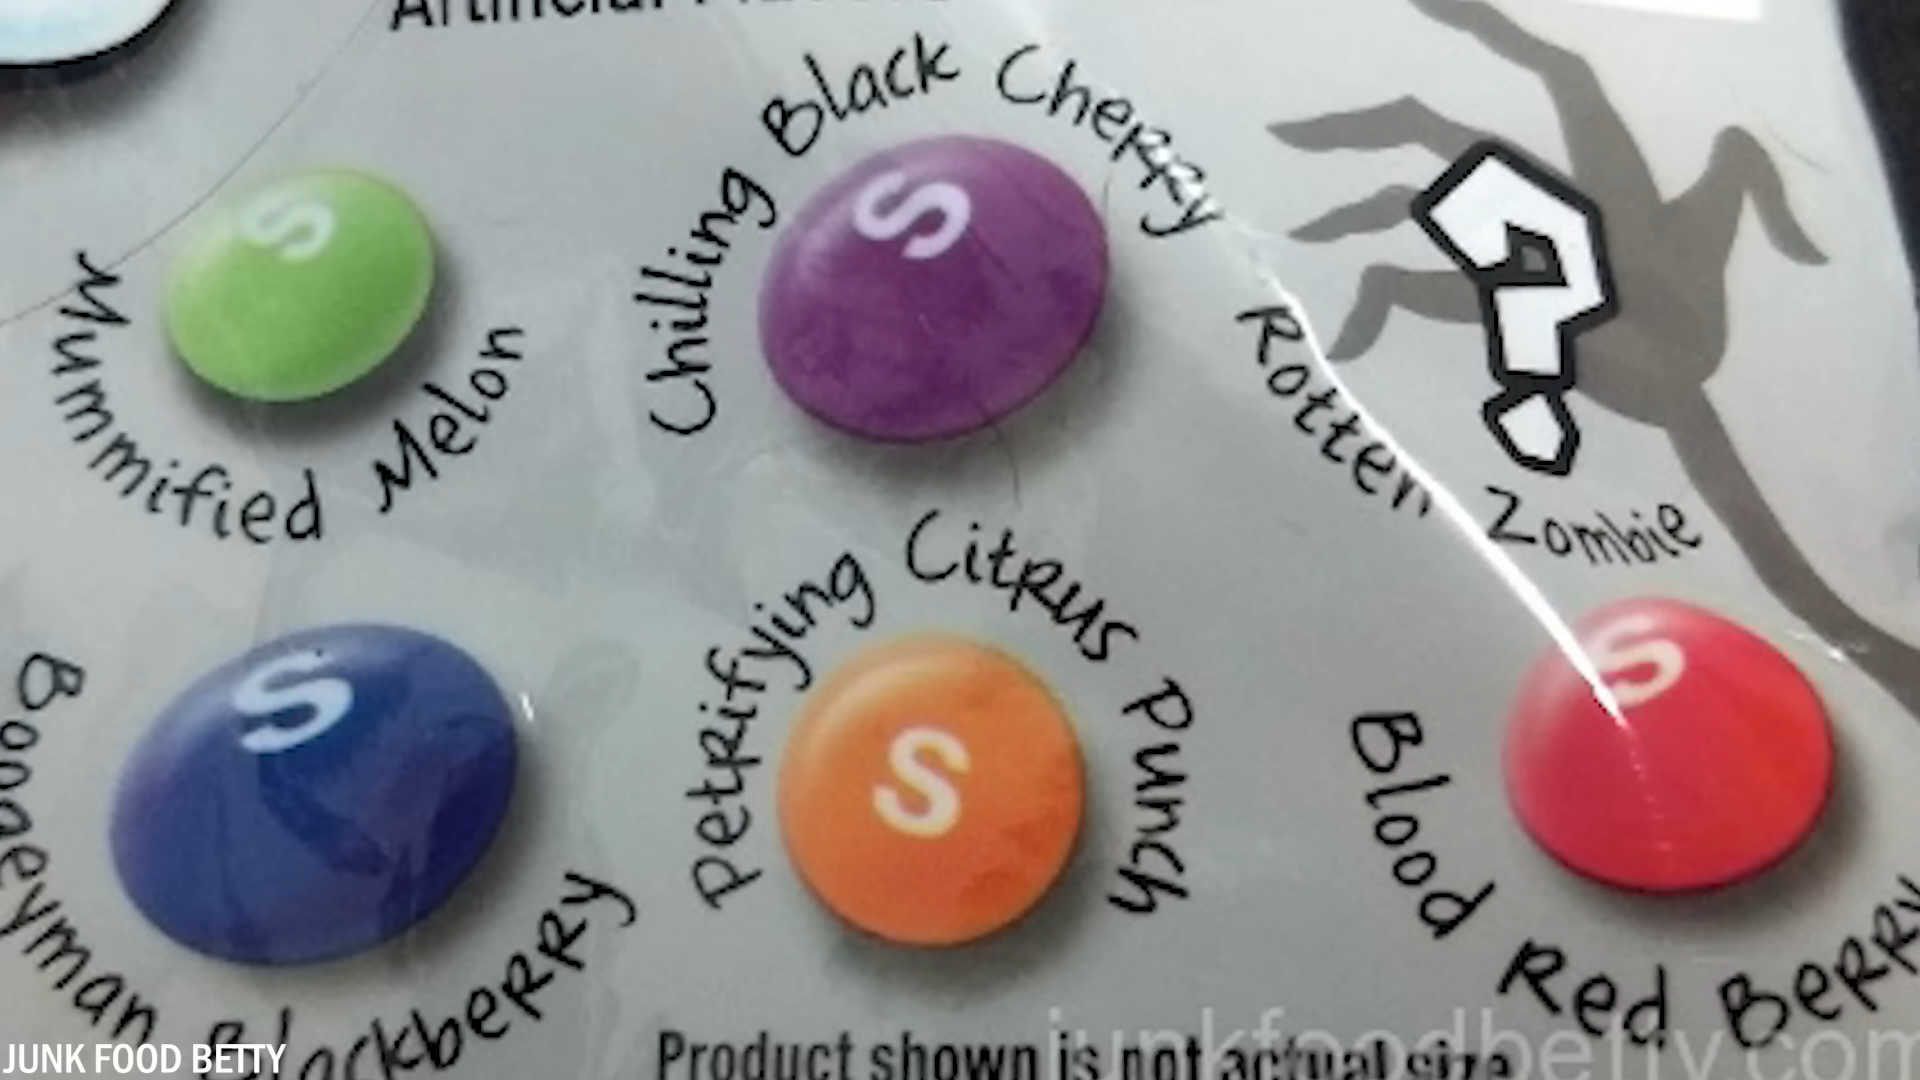 Artificial
Chilling Black Cherry
Mummified Melon
?
Rotten Zombie
S
S
Petrifying Citrus Punch
S
S
S
Boogeyman Blackberry
Blood Red Berry
Product shown is not actual size
junkfoodbetty.com
JUNK FOOD BETTY